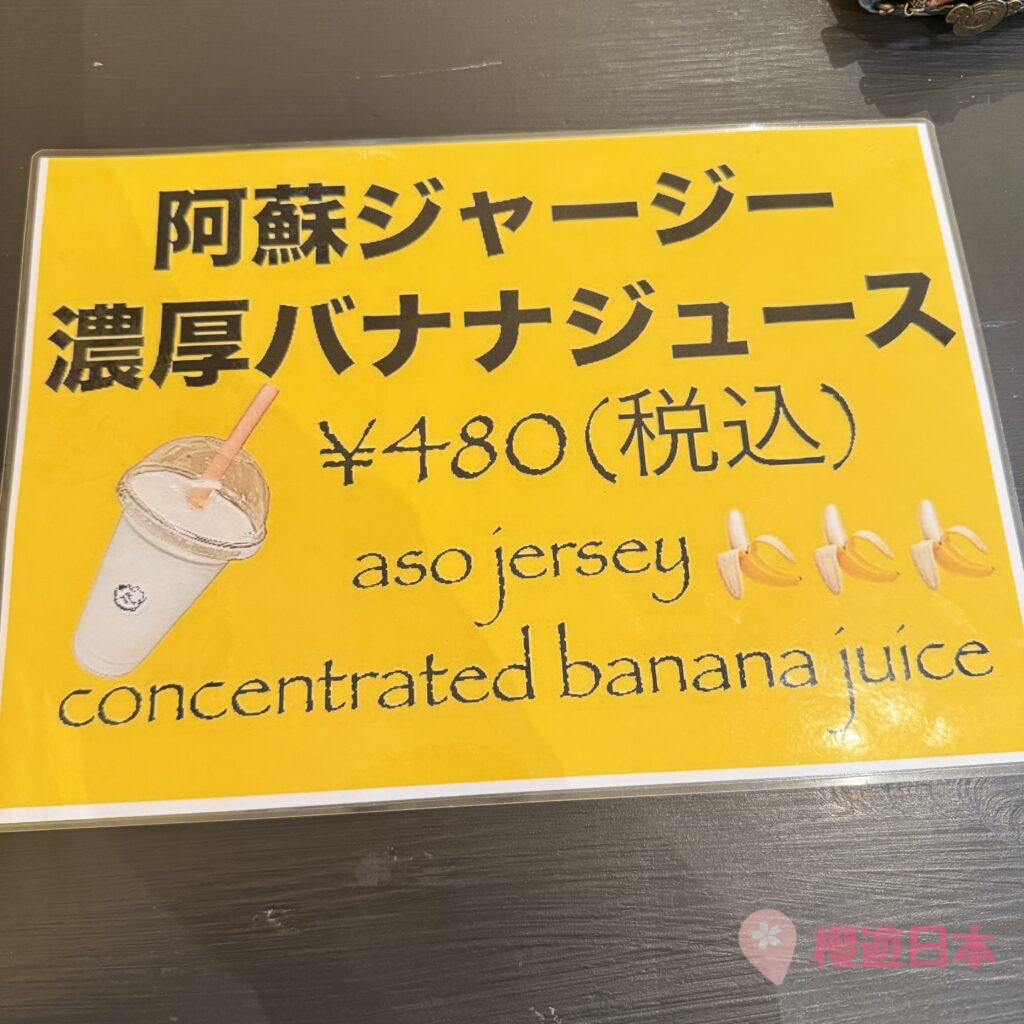 阿蘇ジャージー
濃厚バナナジュース
¥480(税込)
aso jersey
concentrated banana juice
櫻遊日本